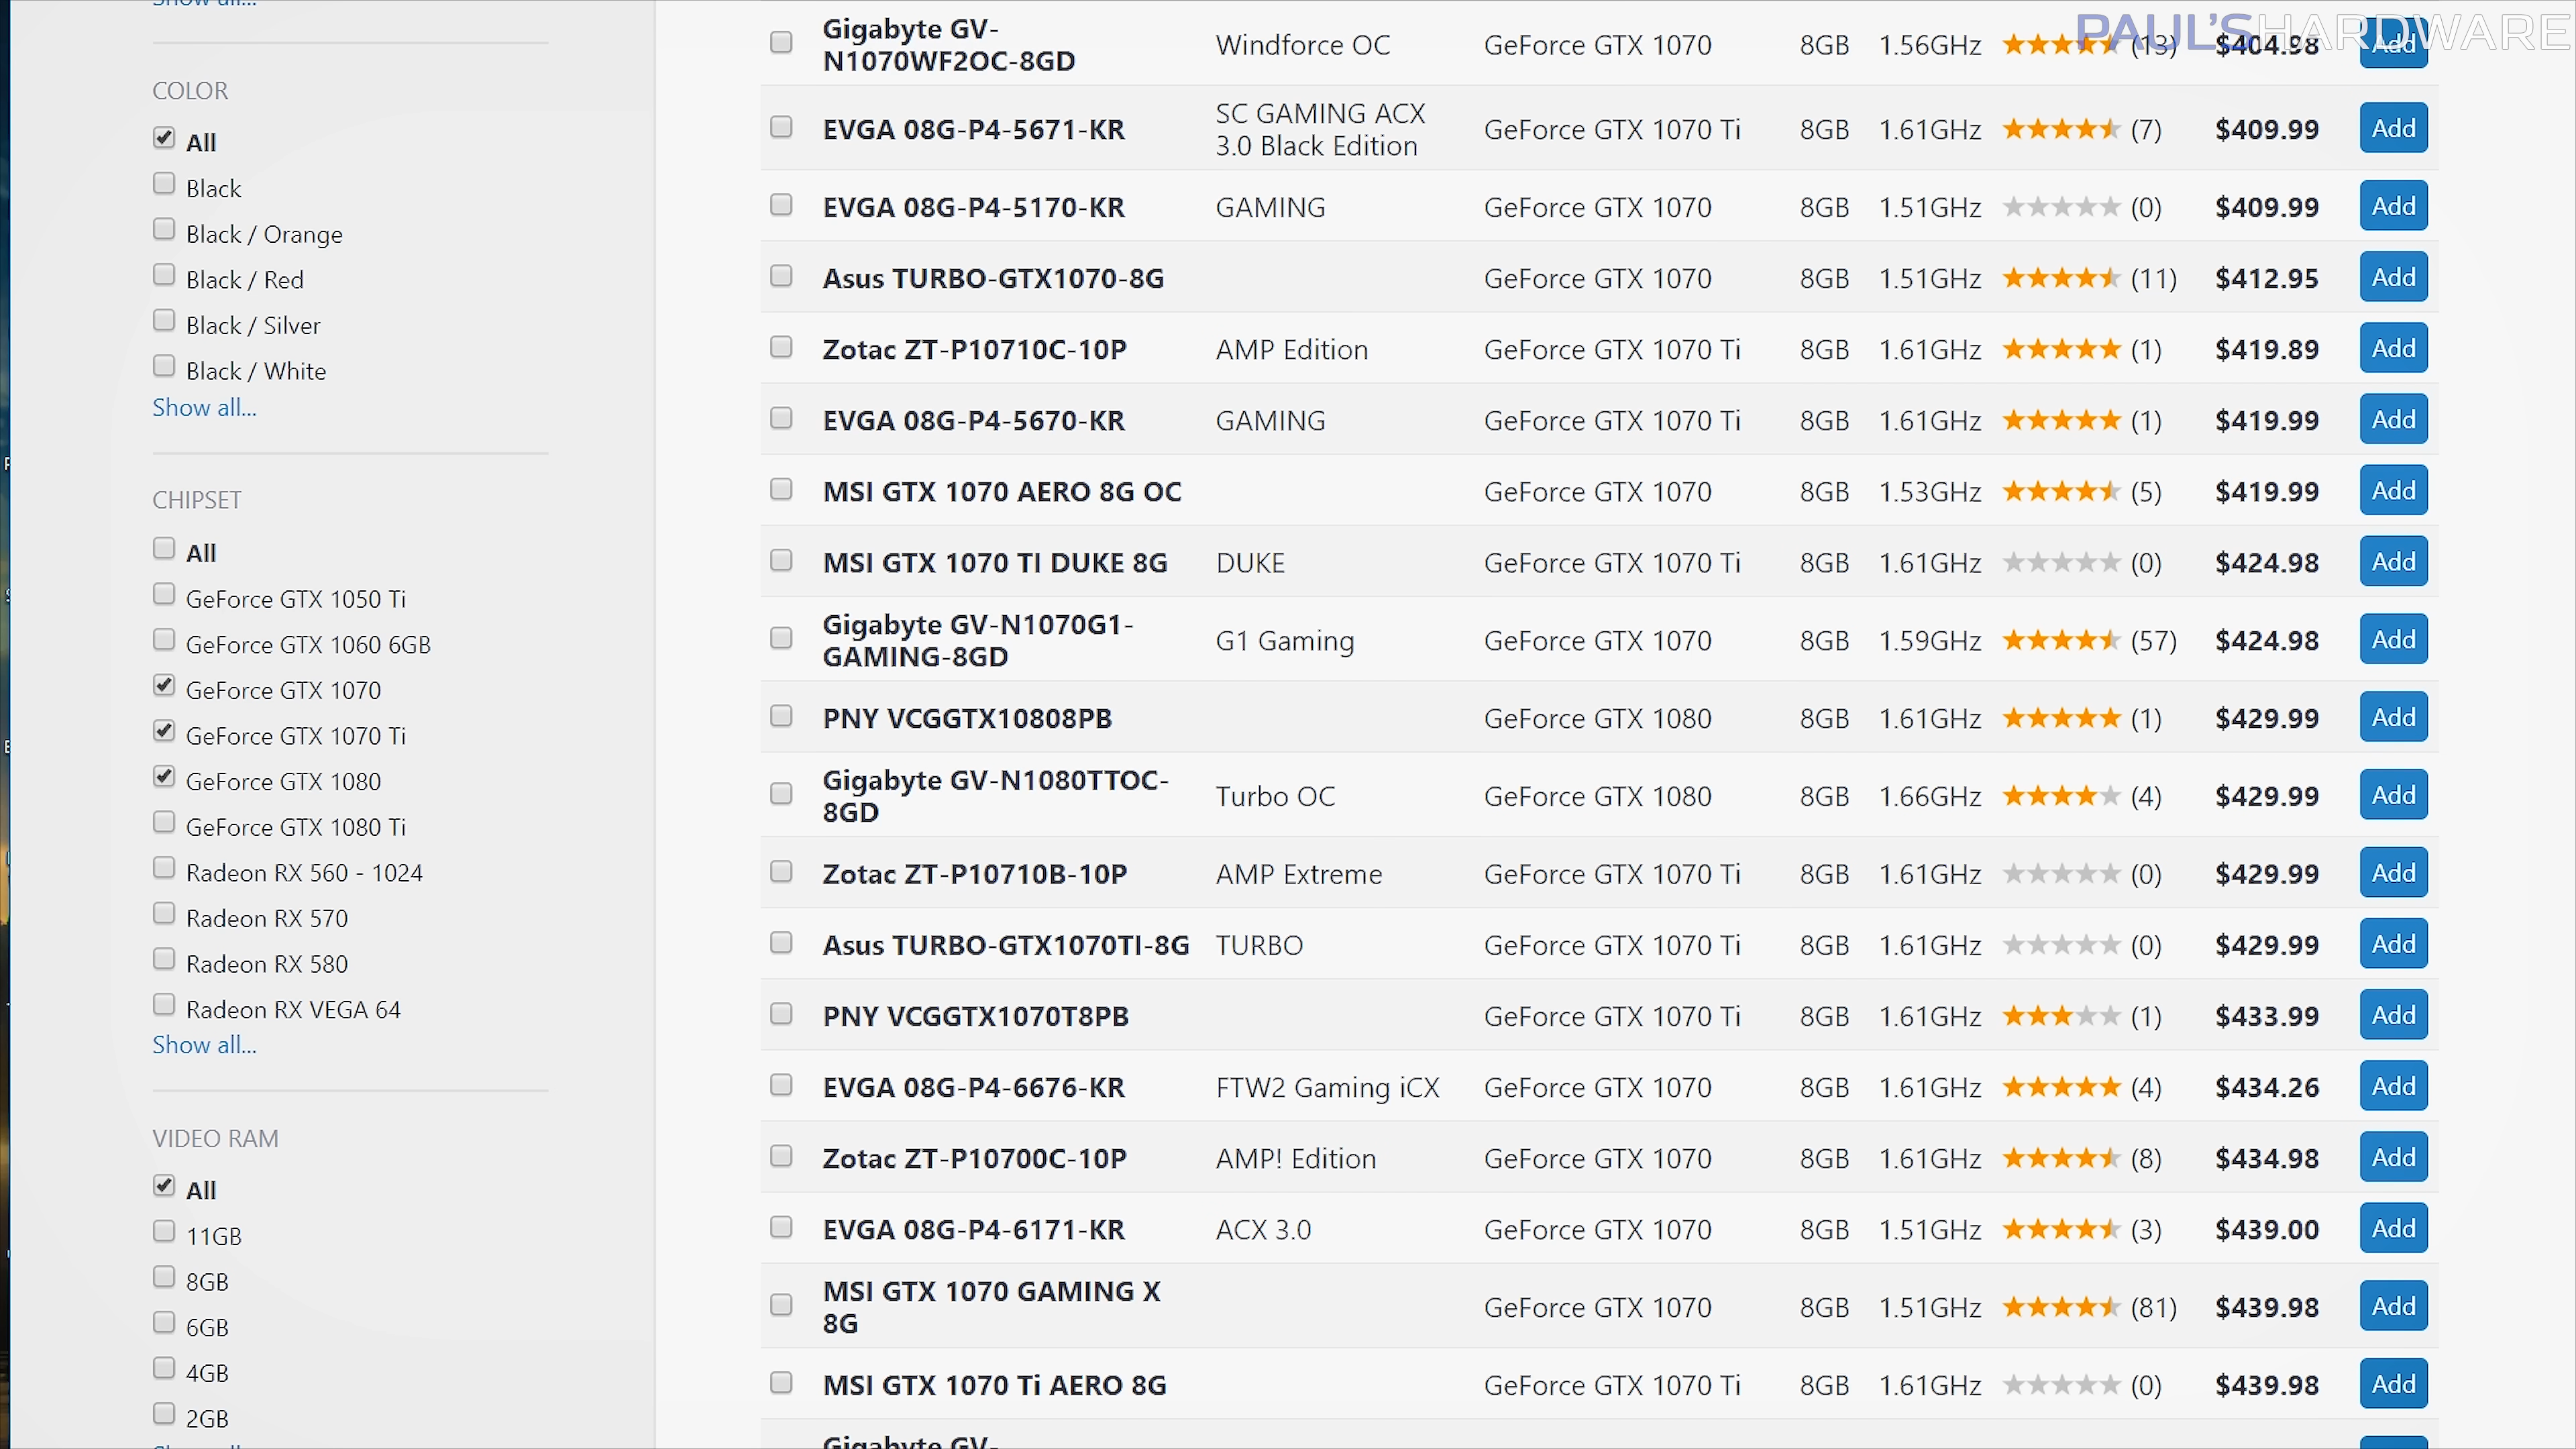 Show all...
COLOR
All
Black
Black / Orange
Black / Red
Black / Silver
Black / White
Show all...
CHIPSET
All
GeForce GTX 1050 Ti
GeForce GTX 1060 6GB
GeForce GTX 1070
GeForce GTX 1070 Ti
GeForce GTX 1080
GeForce GTX 1080 Ti
Radeon RX 560 - 1024
Radeon RX 570
Radeon RX 580
Radeon RX VEGA 64
Show all...
VIDEO RAM
All
11GB
8GB
6GB
4GB
2GB
PAUL'SHARDWARE
Gigabyte GV-
N1070WF2OC-8GD Windforce OC GeForce GTX 1070 8GB 1.56GHz (13) $404.98 Add
EVGA 08G-P4-5671-KR SC GAMING ACX
3.0 Black Edition GeForce GTX 1070 Ti 8GB 1.61GHz (7) $409.99 Add
EVGA 08G-P4-5170-KR GAMING GeForce GTX 1070 8GB 1.51GHz (0) $409.99 Add
Asus TURBO-GTX1070-8G GeForce GTX 1070 8GB 1.51GHz (11) $412.95 Add
Zotac ZT-P10710C-10P AMP Edition GeForce GTX 1070 Ti 8GB 1.61GHz (1) $419.89 Add
EVGA 08G-P4-5670-KR GAMING GeForce GTX 1070 Ti 8GB 1.61GHz (1) $419.99 Add
MSI GTX 1070 AERO 8G OC GeForce GTX 1070 8GB 1.53GHz (5) $419.99 Add
MSI GTX 1070 TI DUKE 8G DUKE GeForce GTX 1070 Ti 8GB 1.61GHz (0) $424.98 Add
Gigabyte GV-N1070G1-
GAMING-8GD G1 Gaming GeForce GTX 1070 8GB 1.59GHz (57) $424.98 Add
PNY VCGGTX10808PB GeForce GTX 1080 8GB 1.61GHz (1) $429.99 Add
Gigabyte GV-N1080TTOC-
8GD Turbo OC GeForce GTX 1080 8GB 1.66GHz (4) $429.99 Add
Zotac ZT-P10710B-10P AMP Extreme GeForce GTX 1070 Ti 8GB 1.61GHz (0) $429.99 Add
Asus TURBO-GTX1070TI-8G TURBO GeForce GTX 1070 Ti 8GB 1.61GHz (0) $429.99 Add
PNY VCGGTX1070T8PB GeForce GTX 1070 Ti 8GB 1.61GHz (1) $433.99 Add
EVGA 08G-P4-6676-KR FTW2 Gaming iCX GeForce GTX 1070 8GB 1.61GHz (4) $434.26 Add
Zotac ZT-P10700C-10P AMP! Edition GeForce GTX 1070 8GB 1.61GHz (8) $434.98 Add
EVGA 08G-P4-6171-KR ACX 3.0 GeForce GTX 1070 8GB 1.51GHz (3) $439.00 Add
MSI GTX 1070 GAMING X
8G GeForce GTX 1070 8GB 1.51GHz (81) $439.98 Add
MSI GTX 1070 Ti AERO 8G GeForce GTX 1070 Ti 8GB 1.61GHz (0) $439.98 Add
Gigabyte GV-